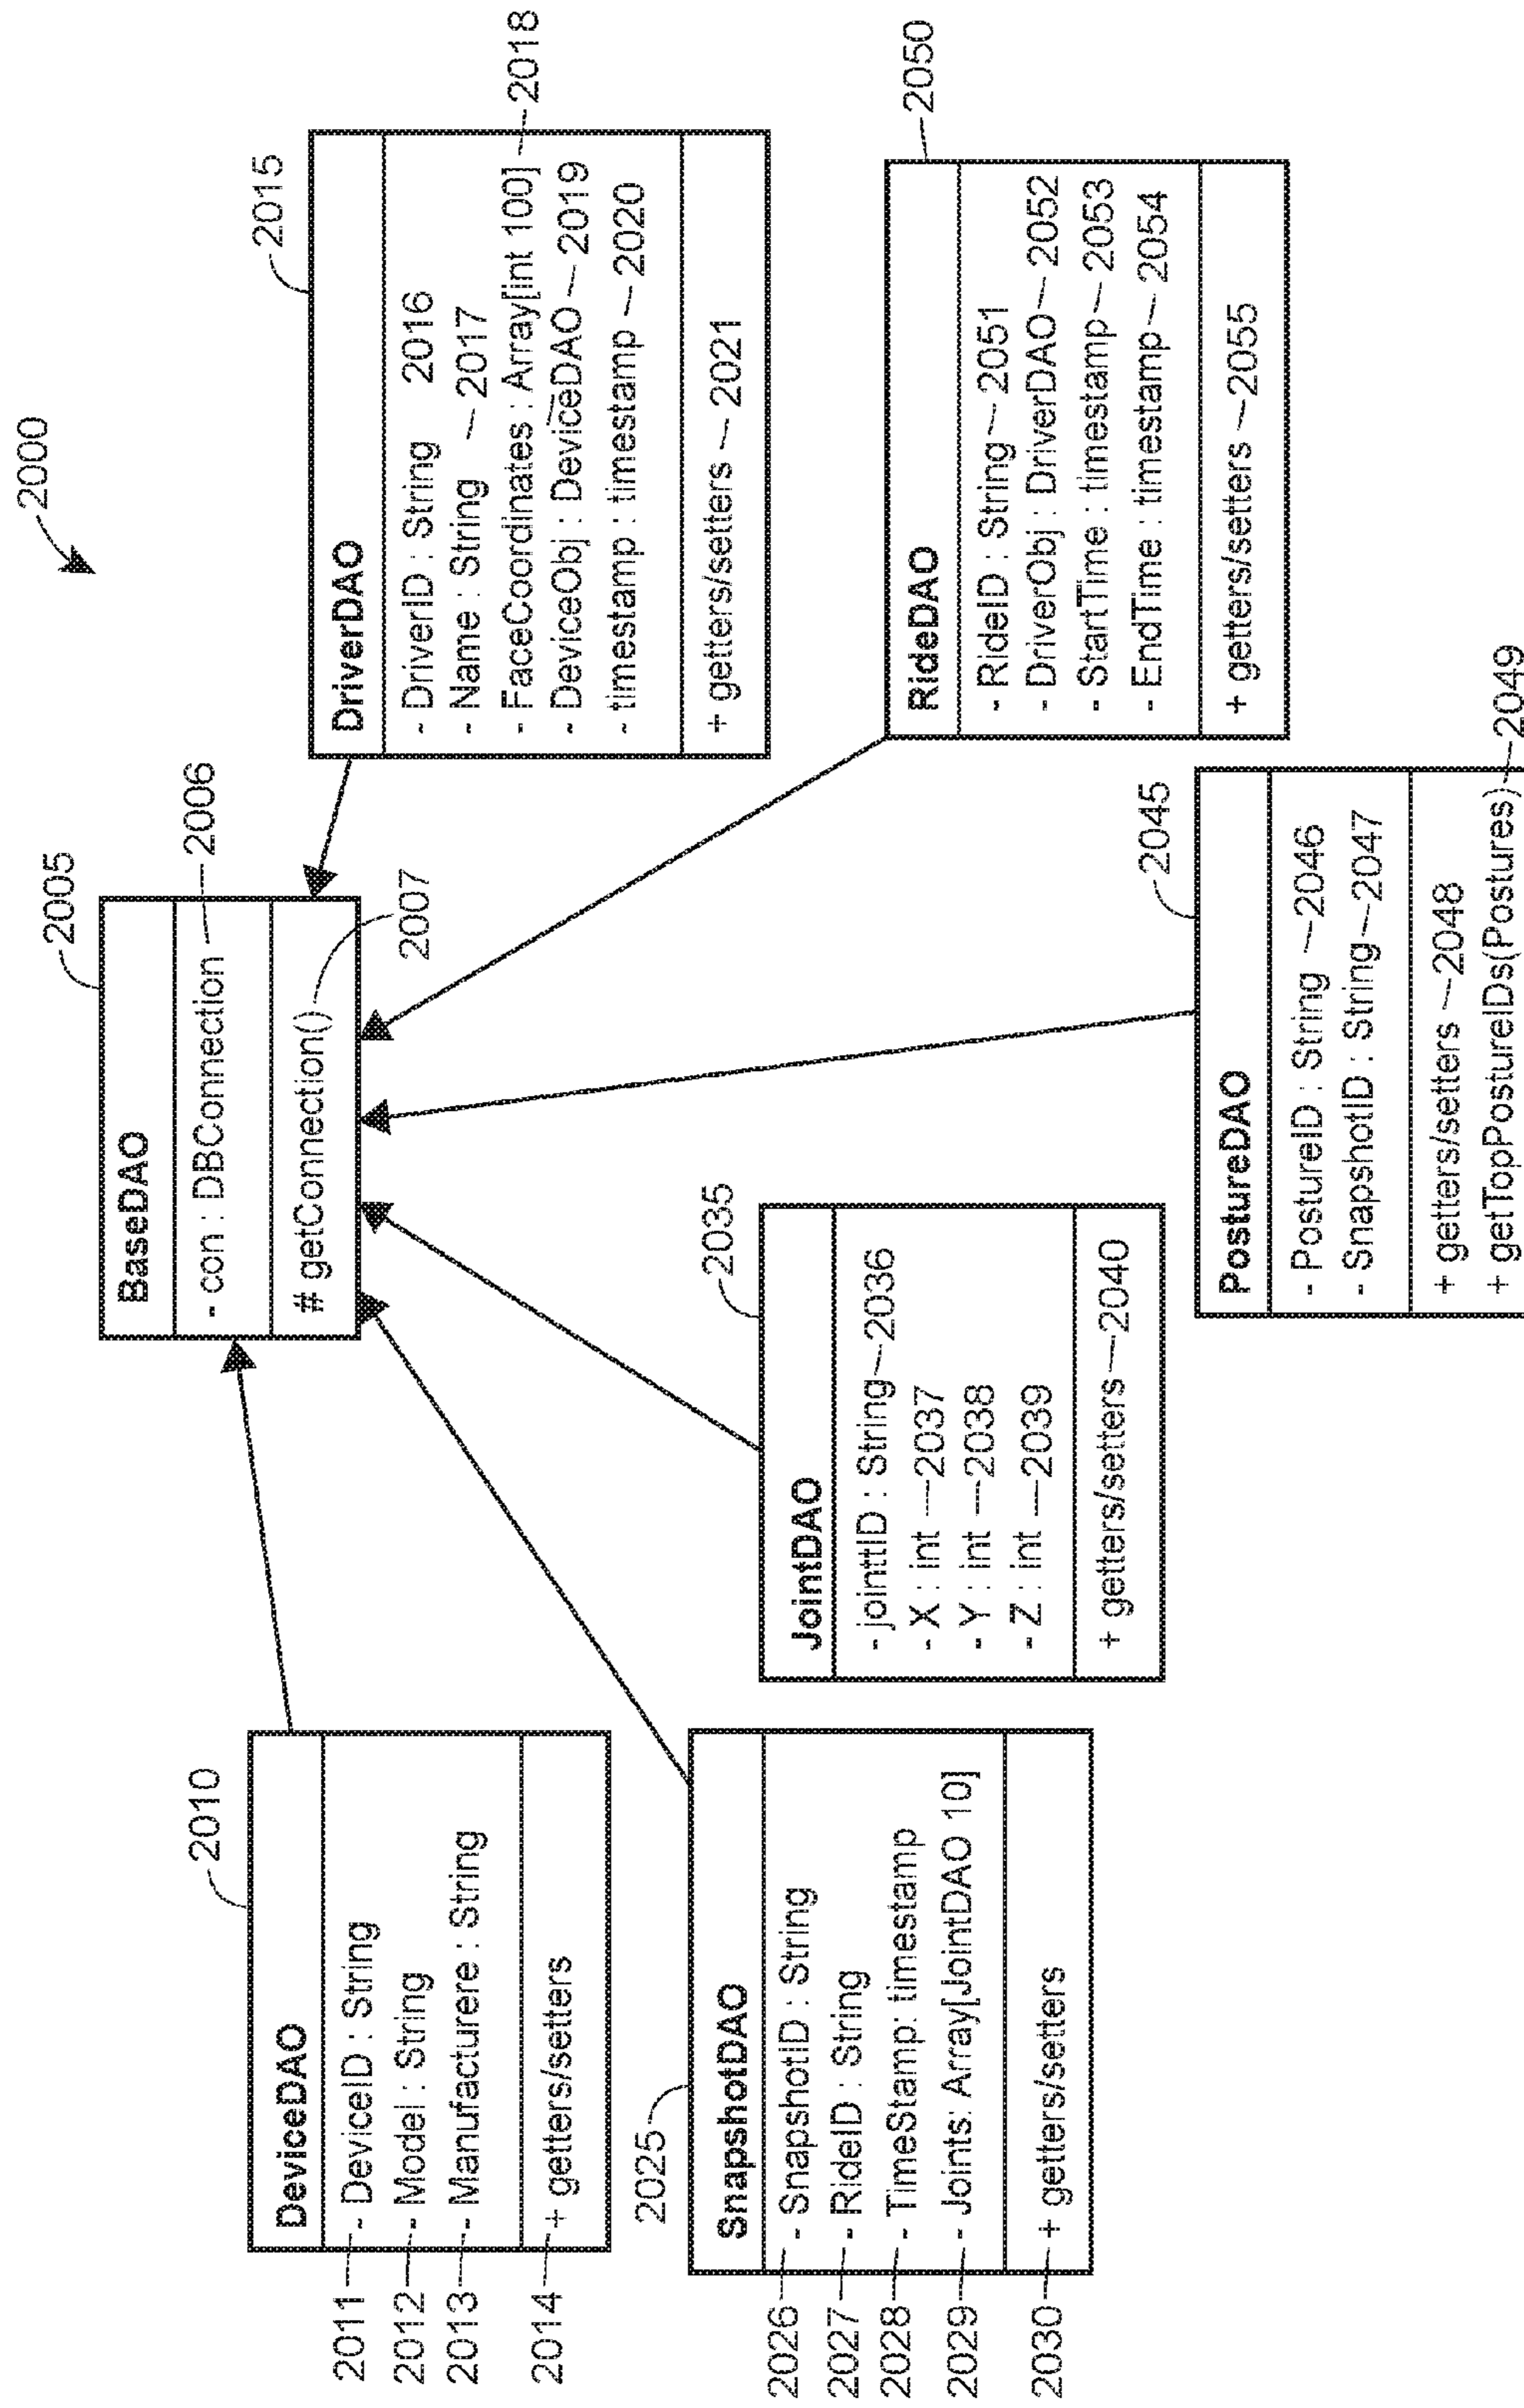 2000
2005
BaseDAO
- con : DBConnection 2006
# getConnection()
2007
2010
DeviceDAO
2011 - DeviceID : String
2012 - Model : String
2013 - Manufacturere : String
2014 + getters/setters
2015
DriverDAO
- DriverID : String 2016
- Name : String 2017
- FaceCoordinates : Array[int 100] 2018
- DeviceObj : DeviceDAO 2019
- timestamp : timestamp 2020
+ getters/setters 2021
2025
SnapshotDAO
2026 - SnapshotID : String
2027 - RideID : String
2028 - TimeStamp: timestamp
2029 - Joints: Array[JointDAO 10]
2030 + getters/setters
2035
JointDAO
- jointtID : String 2036
- X : int 2037
- Y : int 2038
- Z : int 2039
+ getters/setters 2040
2045
PostureDAO
- PostureID : String 2046
- SnapshotID : String 2047
+ getters/setters 2048
+ getTopPostureIDs(Postures) 2049
2050
RideDAO
- RideID : String 2051
- DriverObj : DriverDAO 2052
- StartTime : timestamp 2053
- EndTime : timestamp 2054
+ getters/setters 2055